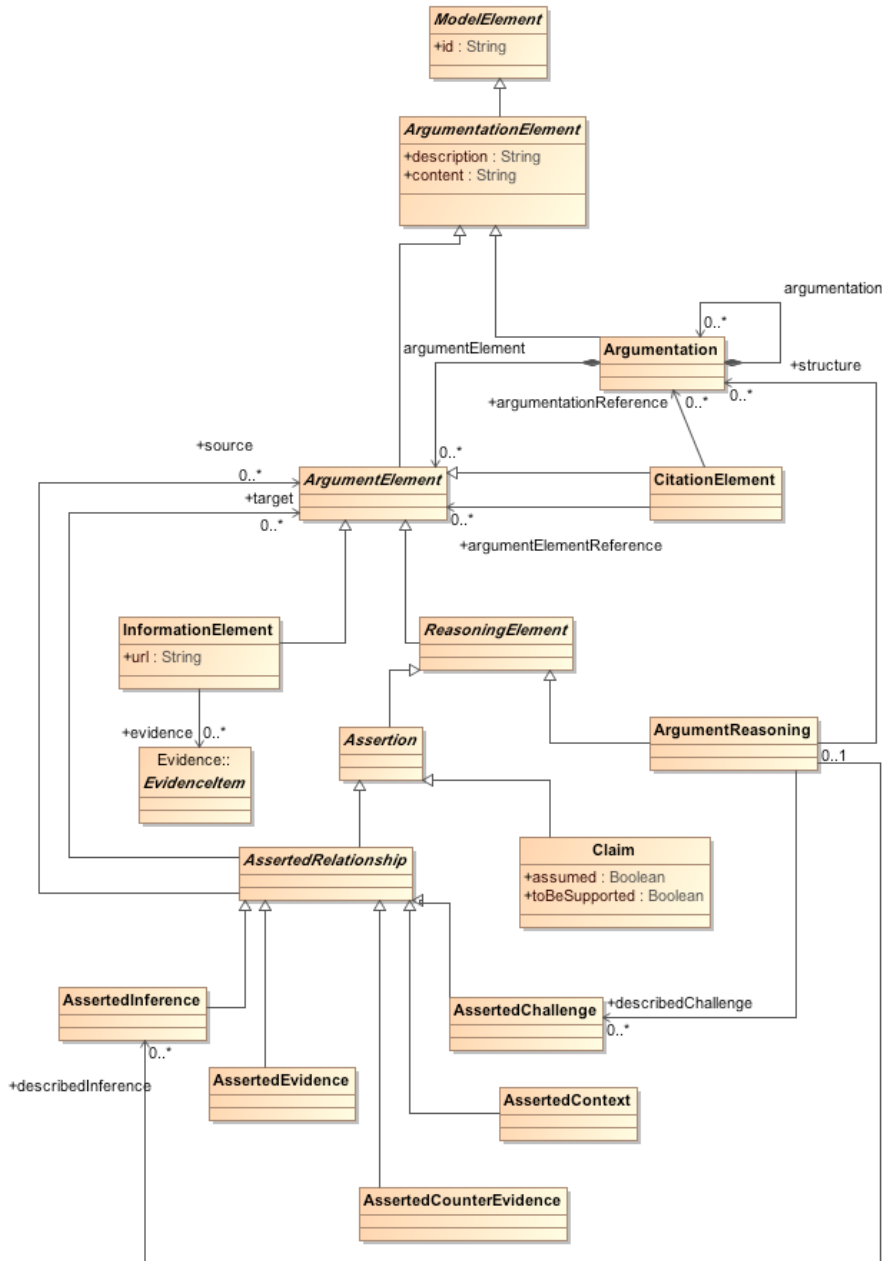 ModelElement
+id : String
ArgumentationElement
+description : String
+content : String
argumentation
0..*
argumentElement
Argumentation
+structure
+argumentationReference
0..*
0..*
+source
0..*
0..*
ArgumentElement
CitationElement
+target
0..*
0..*
+argumentElementReference
InformationElement
+url : String
ReasoningElement
+evidence
0..*
Assertion
ArgumentReasoning
0..1
Evidence::
EvidenceItem
AssertedRelationship
Claim
+assumed : Boolean
+toBeSupported : Boolean
AssertedInference
AssertedChallenge
+describedChallenge
0..*
0..*
+describedInference
AssertedEvidence
AssertedContext
AssertedCounterEvidence